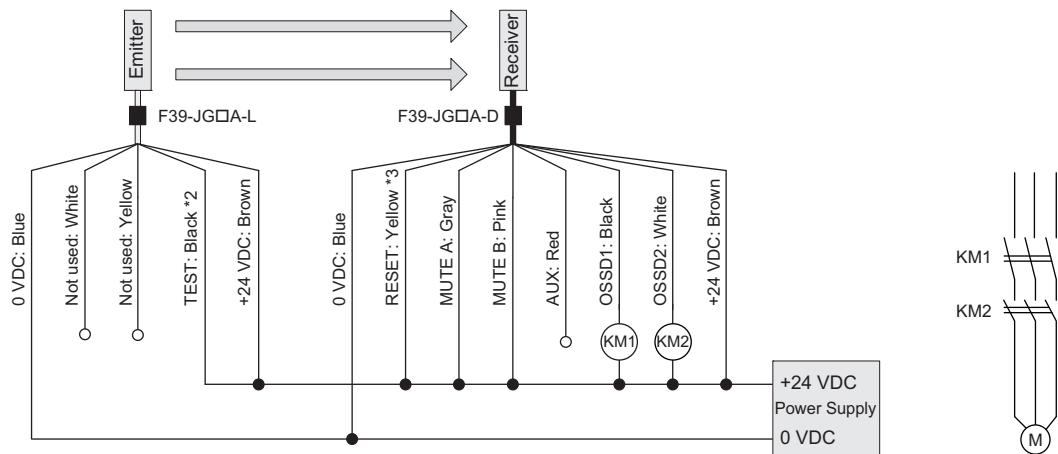 Emitter
Receiver
F39-JG□A-L
F39-JG□A-D
0 VDC: Blue
Not used: White
Not used: Yellow
TEST: Black *2
+24 VDC: Brown
0 VDC: Blue
RESET: Yellow *3
MUTE A: Gray
MUTE B: Pink
AUX: Red
OSSD1: Black
OSSD2: White
+24 VDC: Brown
KM1
KM2
+24 VDC
Power Supply
0 VDC
KM1
KM2
M